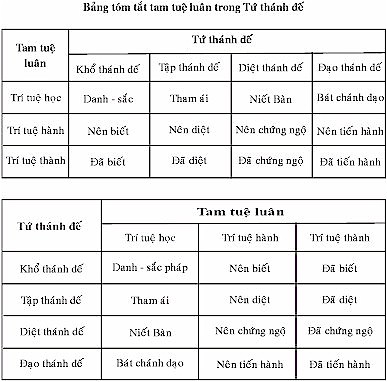 Bảng tóm tắt tam tuệ luân trong Tứ thánh đế
Tam tuệ luân Tứ thánh đế
Khổ thánh đế Tập thánh đế Diệt thánh đế Đạo thánh đế
Trí tuệ học Danh - sắc Tham ái Niết Bàn Bát chánh đạo
Trí tuệ hành Nên biết Nên diệt Nên chứng ngộ Nên tiến hành
Trí tuệ thành Đã biết Đã diệt Đã chứng ngộ Đã tiến hành
Tứ thánh đế Tam tuệ luân
Trí tuệ học Trí tuệ hành Trí tuệ thành
Khổ thánh đế Danh - sắc pháp Nên biết Đã biết
Tập thánh đế Tham ái Nên diệt Đã diệt
Diệt thánh đế Niết Bàn Nên chứng ngộ Đã chứng ngộ
Đạo thánh đế Bát chánh đạo Nên tiến hành Đã tiến hành